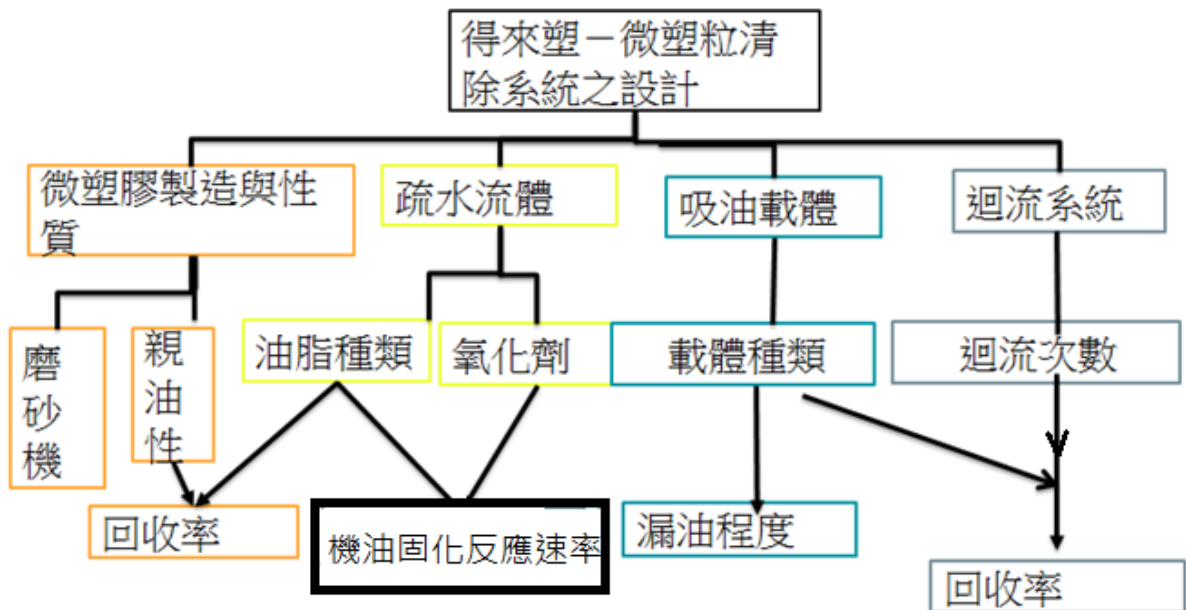 得來塑－微塑粒清
除系統之設計
微塑膠製造與性
質
疏水流體
吸油載體
迴流系統
磨
砂
機
親
油
性
油脂種類
氧化劑
載體種類
迴流次數
回收率
機油固化反應速率
漏油程度
回收率